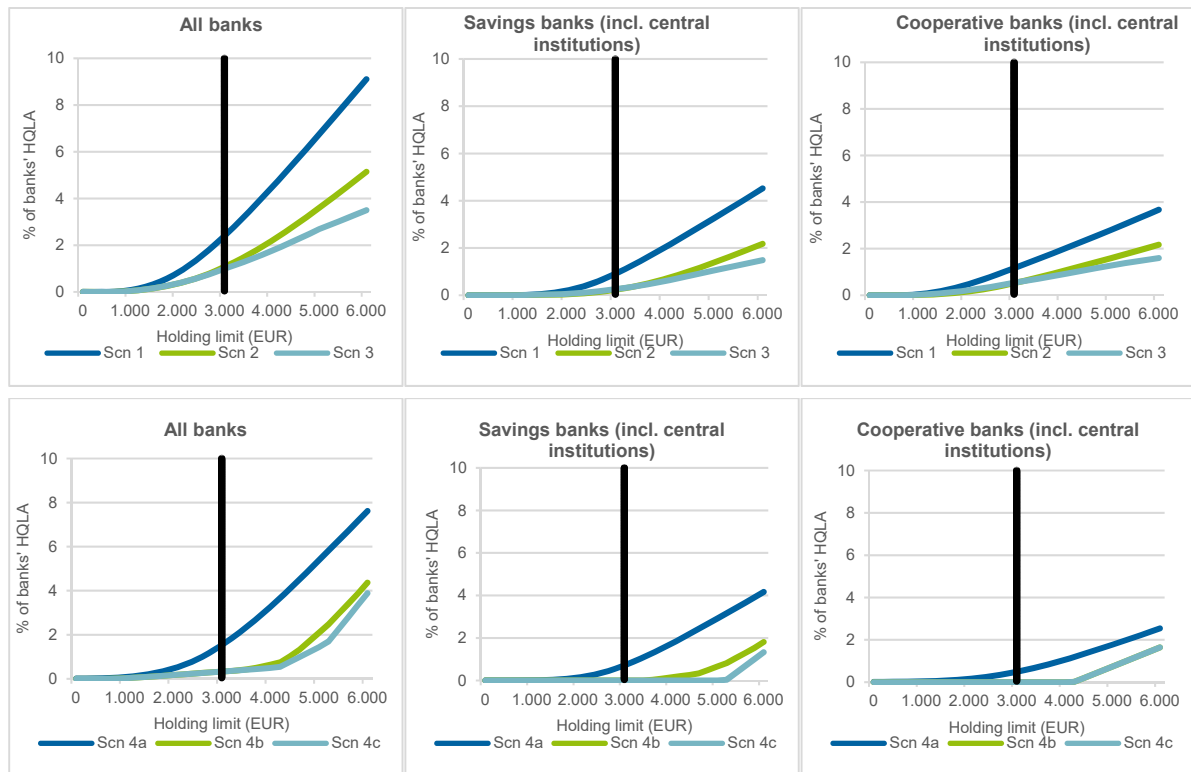 All banks
% of banks' HQLA
10
8
6
4
2
0
0 1.000 2.000 3.000 4.000 5.000 6.000
Holding limit (EUR)
Scn 1 Scn 2 Scn 3
Savings banks (incl. central
institutions)
% of banks' HQLA
10
8
6
4
2
0
0 1.000 2.000 3.000 4.000 5.000 6.000
Holding limit (EUR)
Scn 1 Scn 2 Scn 3
Cooperative banks (incl. central
institutions)
% of banks' HQLA
10
8
6
4
2
0
0 1.000 2.000 3.000 4.000 5.000 6.000
Holding limit (EUR)
Scn 1 Scn 2 Scn 3
All banks
% of banks' HQLA
10
8
6
4
2
0
0 1.000 2.000 3.000 4.000 5.000 6.000
Holding limit (EUR)
Scn 4a Scn 4b Scn 4c
Savings banks (incl. central
institutions)
% of banks' HQLA
10
8
6
4
2
0
0 1.000 2.000 3.000 4.000 5.000 6.000
Holding limit (EUR)
Scn 4a Scn 4b Scn 4c
Cooperative banks (incl. central
institutions)
% of banks' HQLA
10
8
6
4
2
0
0 1.000 2.000 3.000 4.000 5.000 6.000
Holding limit (EUR)
Scn 4a Scn 4b Scn 4c